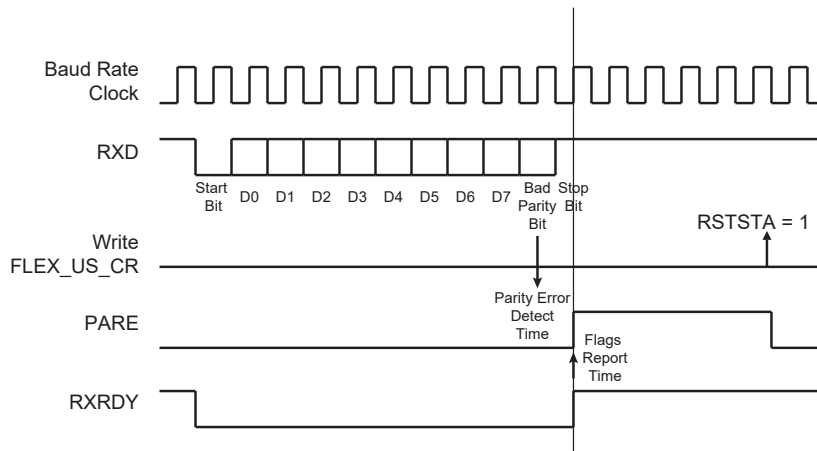 Baud Rate
Clock
RXD
Start
Bit
D0
D1
D2
D3
D4
D5
D6
D7
Bad
Parity
Bit
Stop
Bit
Write
FLEX_US_CR
RSTSTA = 1
Parity Error
Detect
Time
PARE
Flags
Report
Time
RXRDY